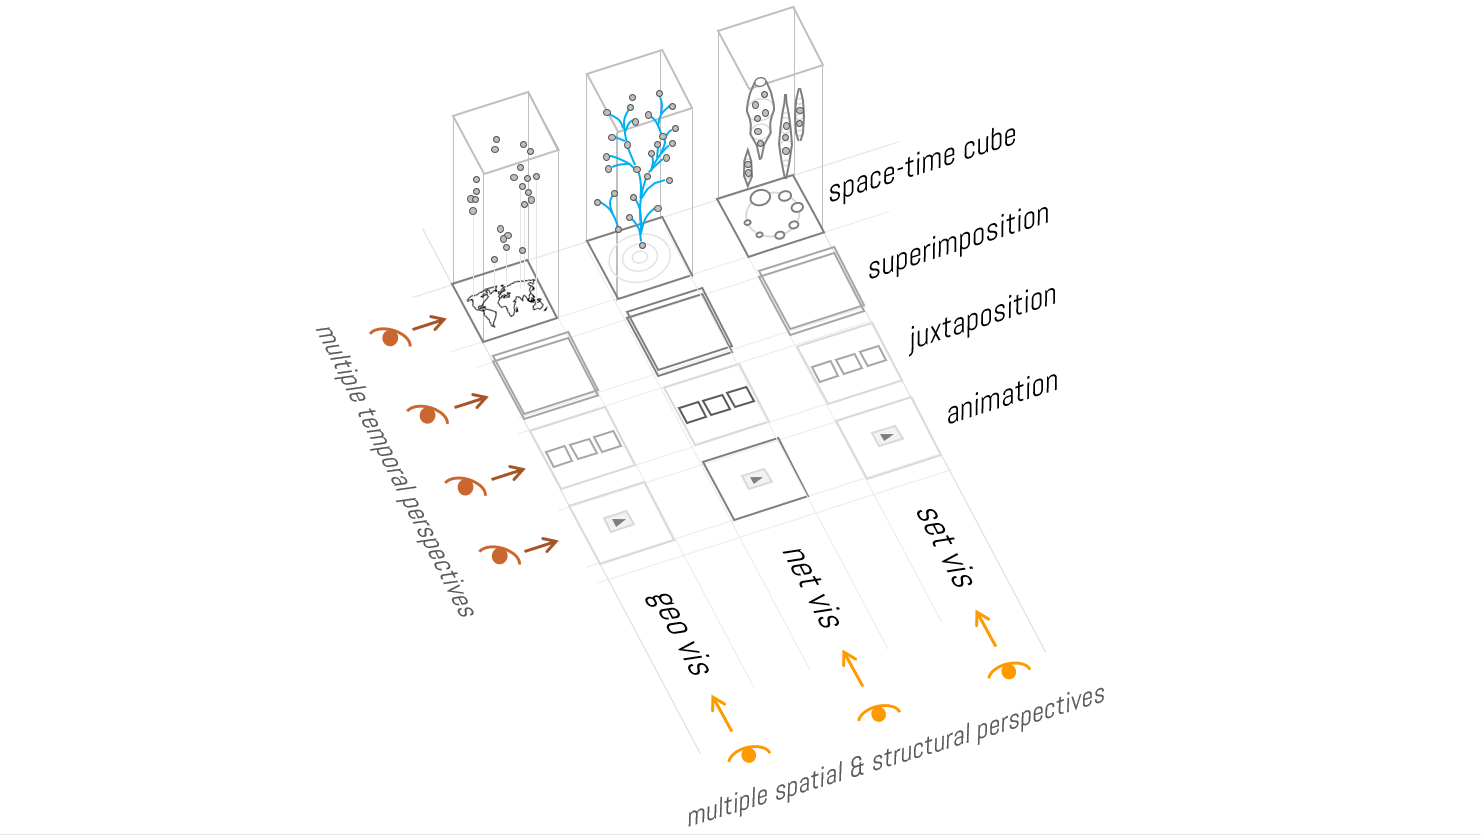 space-time cube
superimposition
juxtaposition
animation
multiple temporal perspectives
geo vis
net vis
set vis
multiple spatial & structural perspectives